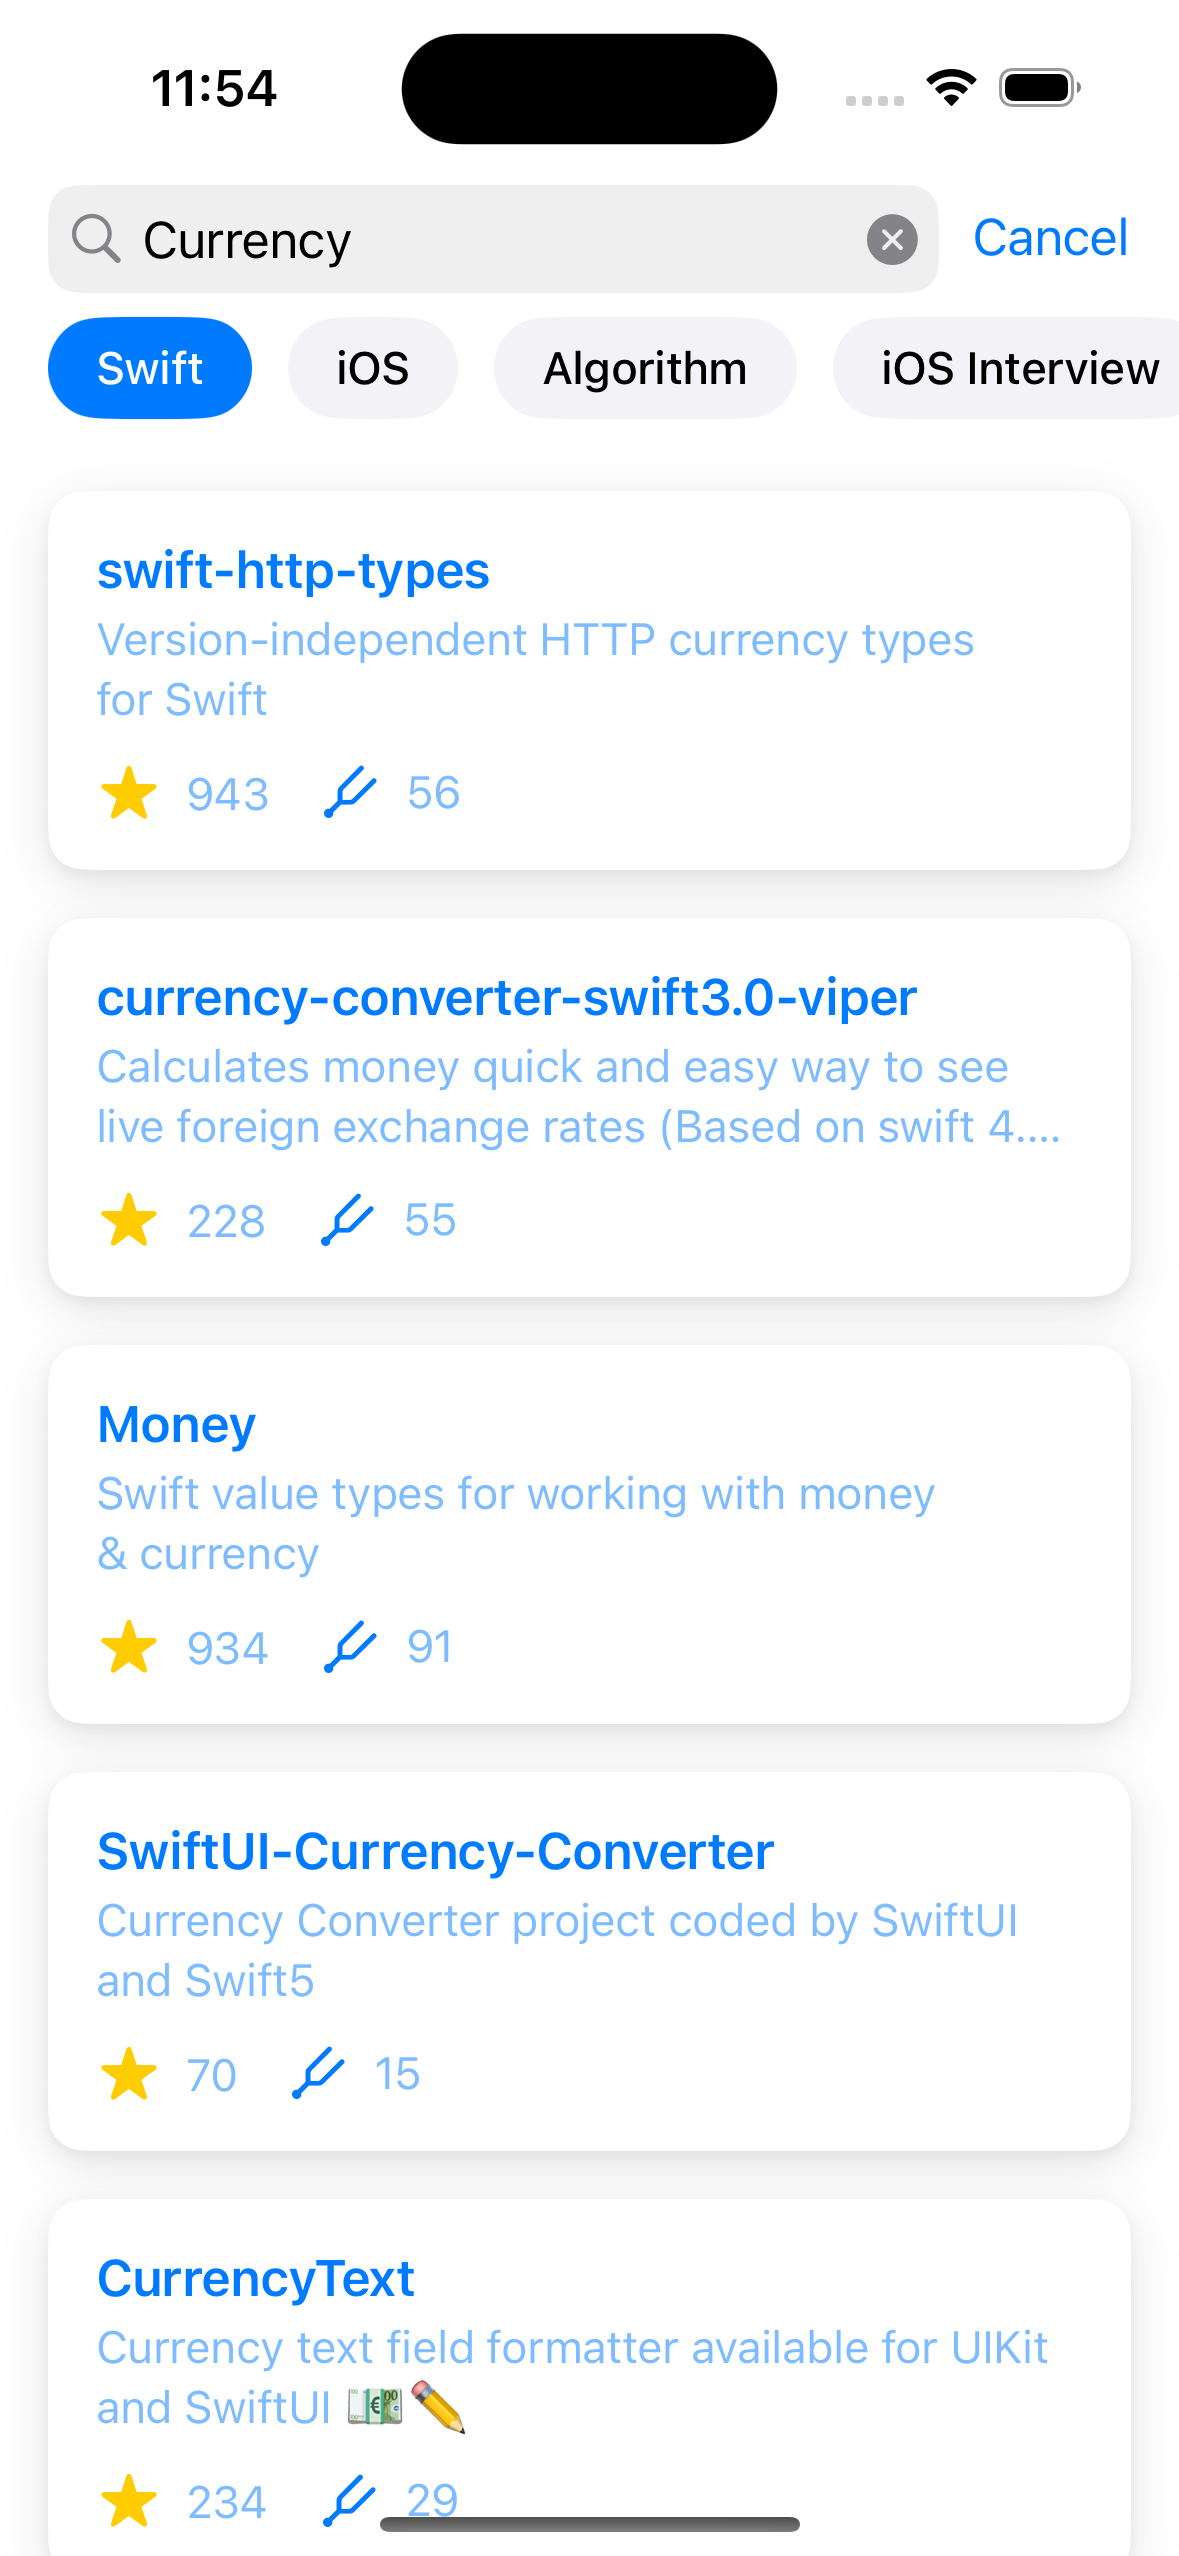 11:54
Currency
Cancel
Swift
iOS
Algorithm
iOS Interview
swift-http-types
Version-independent HTTP currency types
for Swift
943
56
currency-converter-swift3.0-viper
Calculates money quick and easy way to see
live foreign exchange rates (Based on swift 4....
228
55
Money
Swift value types for working with money
& currency
934
91
SwiftUI-Currency-Converter
Currency Converter project coded by SwiftUI
and Swift5
70
15
CurrencyText
Currency text field formatter available for UIKit
and SwiftUI 💶✏️
234
29